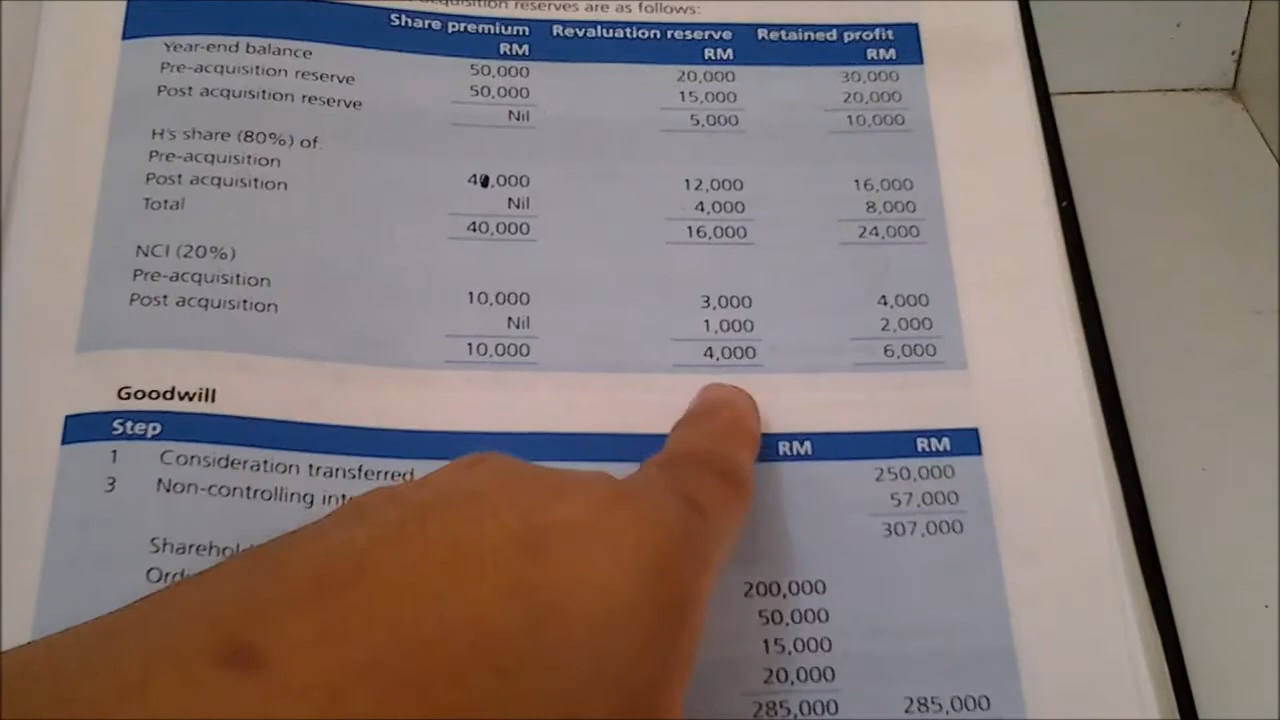 acquisition reserves are as follows:
Share premium Revaluation reserve Retained profit
RM RM RM
Year-end balance 50,000 20,000 30,000
Pre-acquisition reserve 50,000 15,000 20,000
Post acquisition reserve Nil 5,000 10,000
H's share (80%) of:
Pre-acquisition 40,000 12,000 16,000
Post acquisition Nil 4,000 8,000
Total 40,000 16,000 24,000
NCI (20%)
Pre-acquisition 10,000 3,000 4,000
Post acquisition Nil 1,000 2,000
10,000 4,000 6,000
Goodwill
Step RM RM
1 Consideration transferred 250,000
3 Non-controlling 57,000
307,000
200,000
50,000
15,000
20,000
285,000 285,000